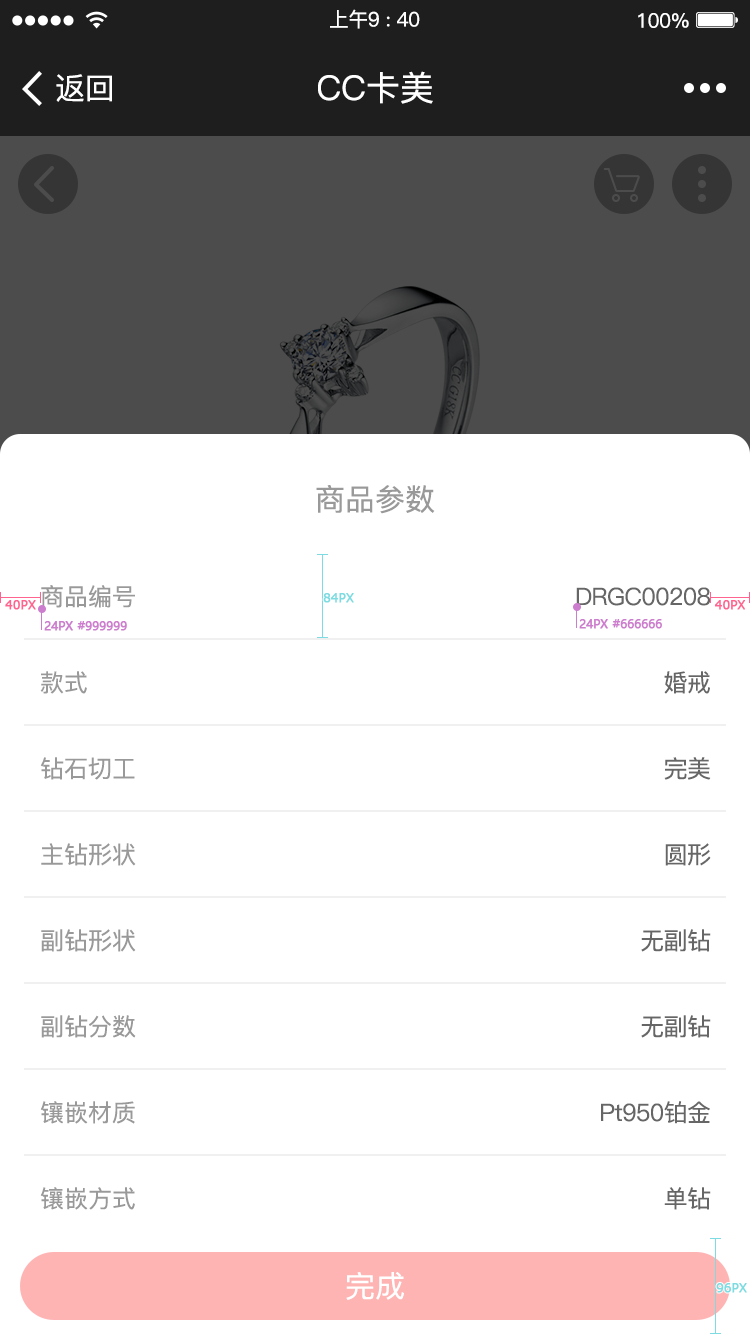 上午9 : 40
100%
返回
CC卡美
CC GINK
商品参数
商品编号
DRGC00208
40PX
84PX
40PX
24PX #999999
24PX #666666
款式
婚戒
钻石切工
完美
主钻形状
圆形
副钻形状
无副钻
副钻分数
无副钻
镶嵌材质
Pt950铂金
镶嵌方式
单钻
完成
96PX